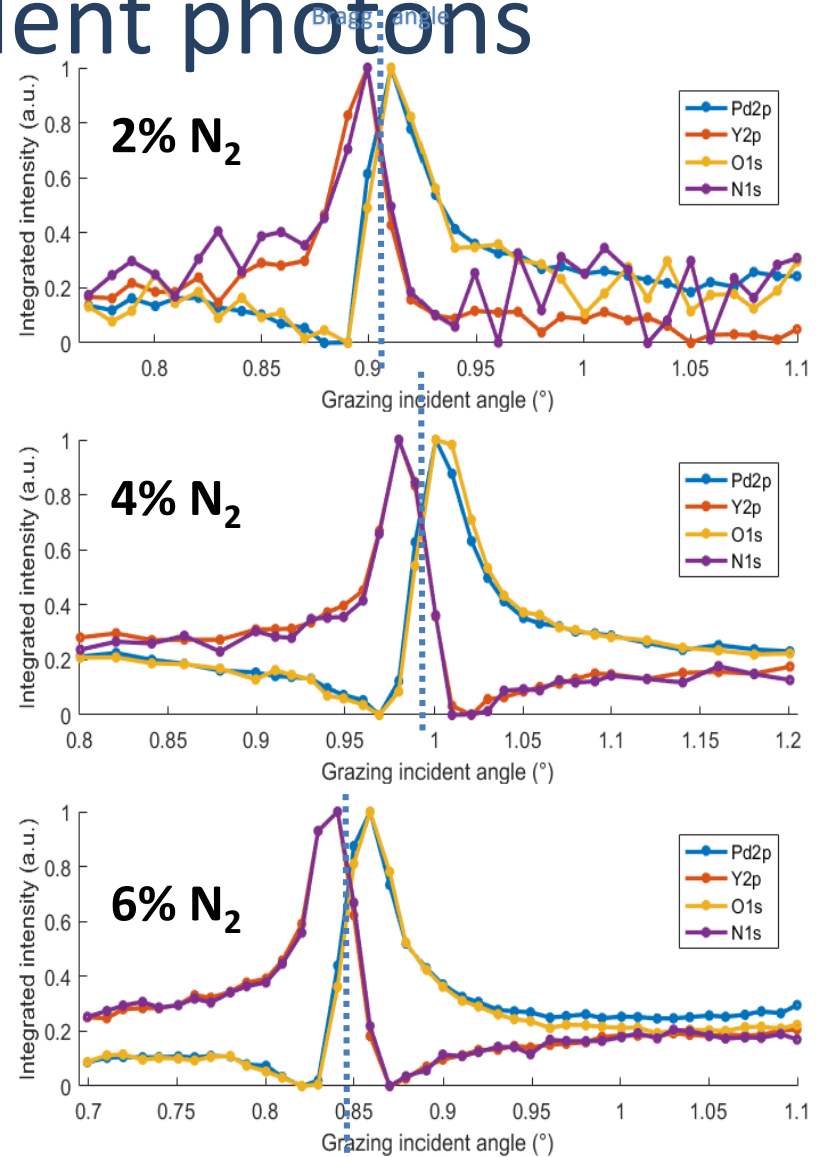 dent photons
Bragg angle
2% N2
Pd2p
Y2p
O1s
N1s
Integrated intensity (a.u.)
1
0.8
0.6
0.4
0.2
0
0.8 0.85 0.9 0.95 1 1.05 1.1
Grazing incident angle (°)
4% N2
Pd2p
Y2p
O1s
N1s
Integrated intensity (a.u.)
1
0.8
0.6
0.4
0.2
0
0.8 0.85 0.9 0.95 1 1.05 1.1 1.15 1.2
Grazing incident angle (°)
6% N2
Pd2p
Y2p
O1s
N1s
Integrated intensity (a.u.)
1
0.8
0.6
0.4
0.2
0
0.7 0.75 0.8 0.85 0.9 0.95 1 1.05 1.1
Grazing incident angle (°)